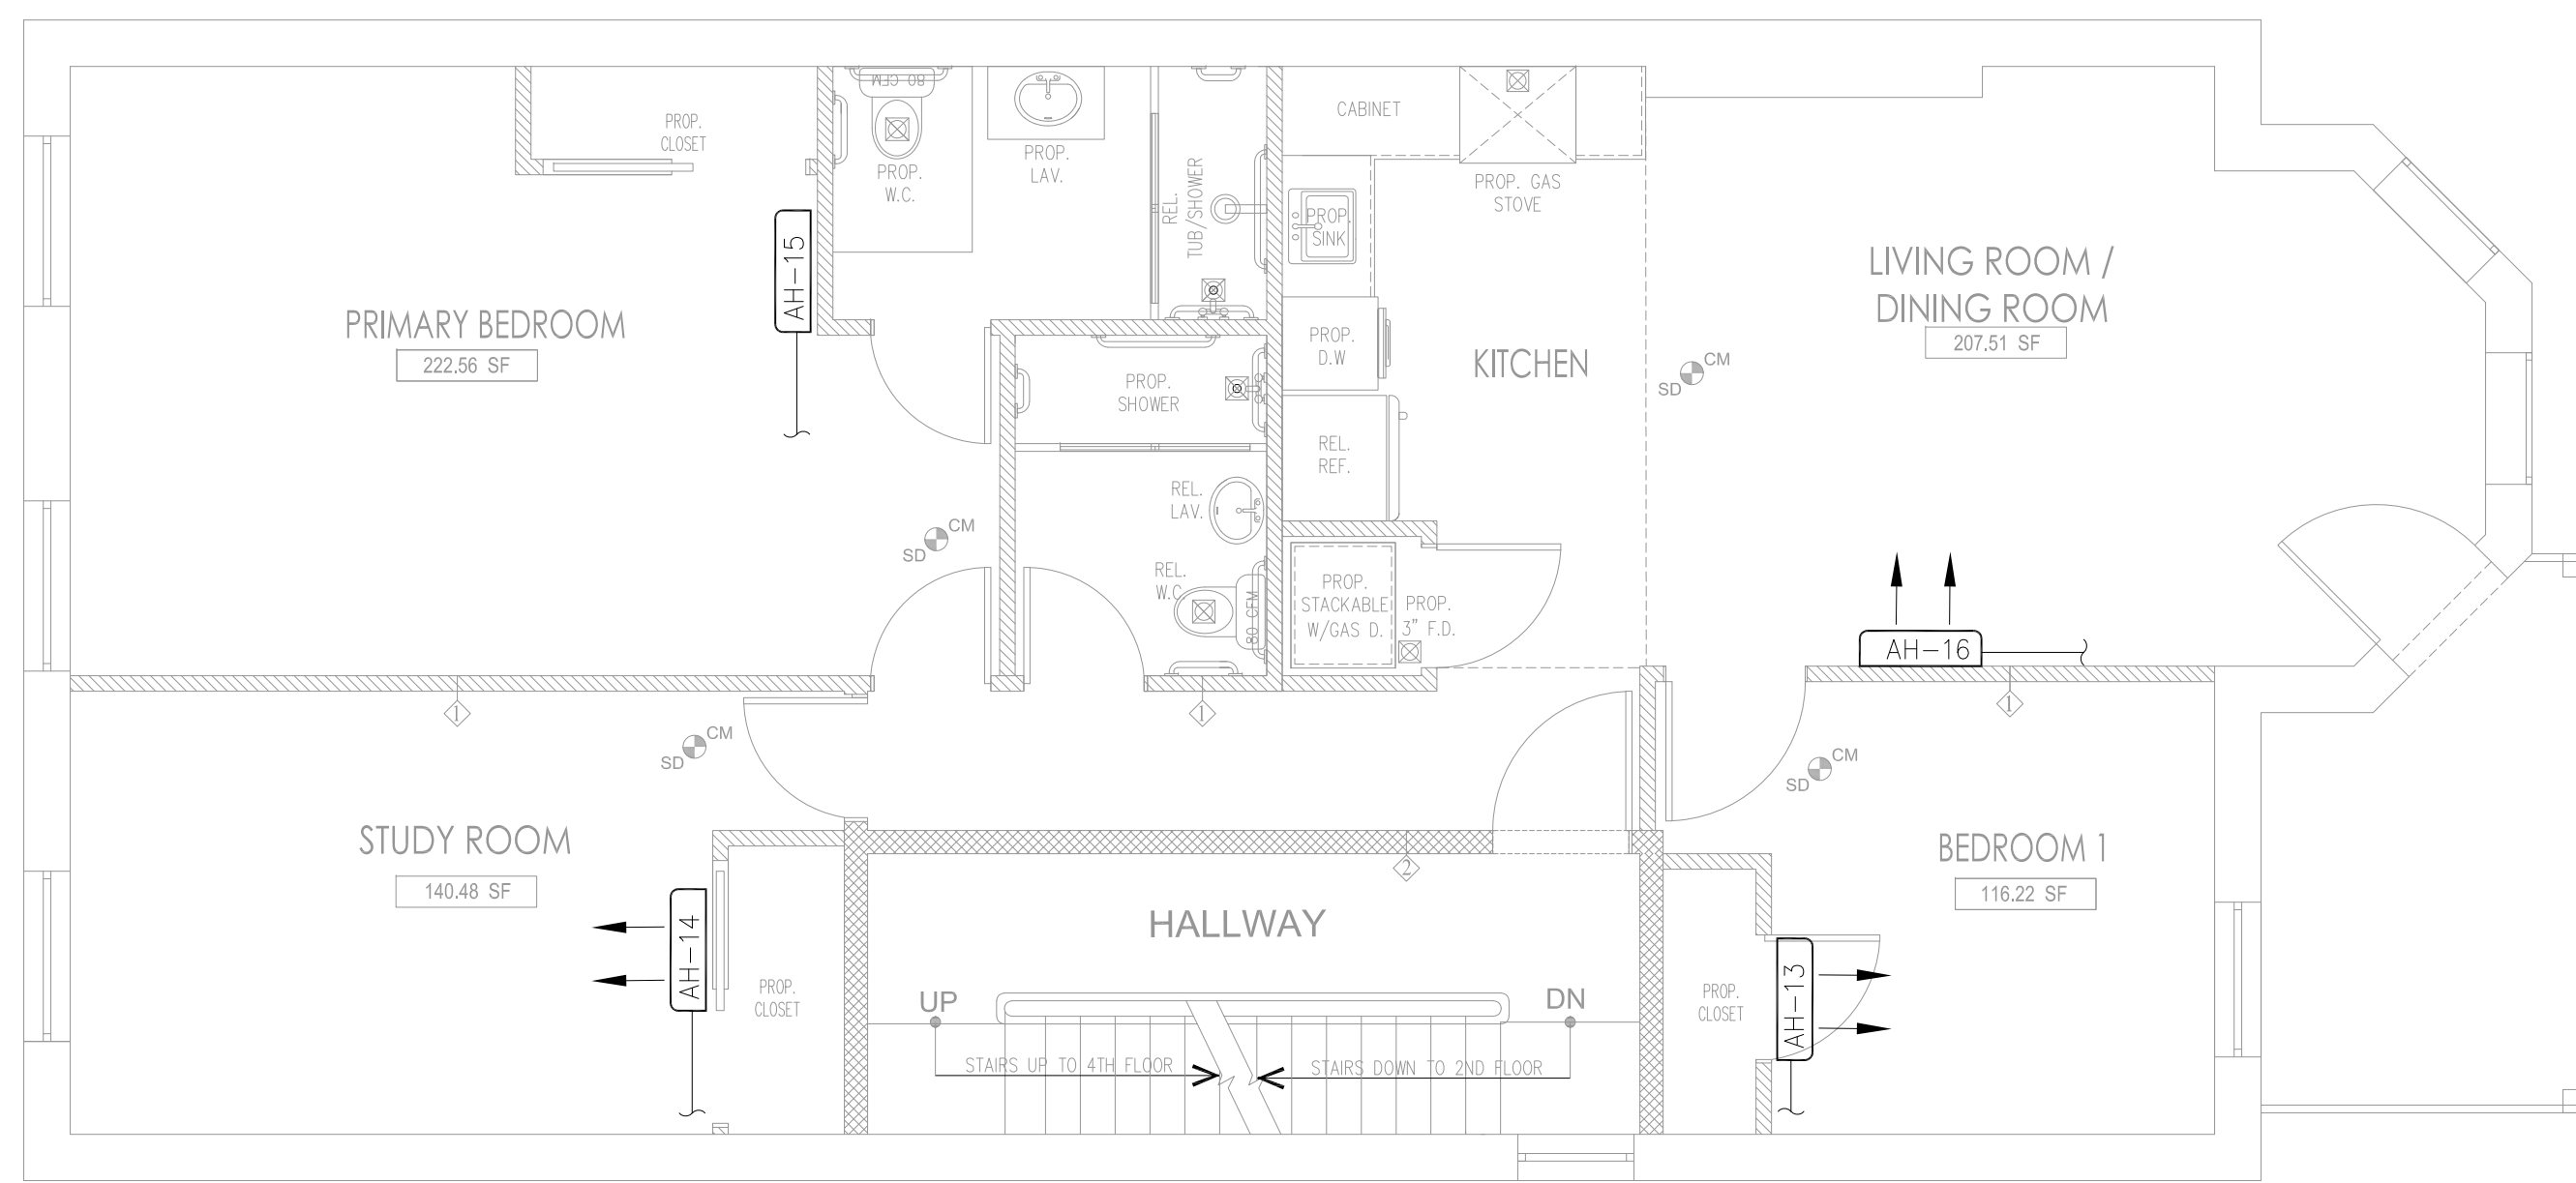 80 CFM
PROP.
CLOSET
PROP.
W.C.
PROP.
LAV.
REL.
TUB/SHOWER
CABINET
PROP. GAS
STOVE
PROP.
SINK
AH-15
PRIMARY BEDROOM
222.56 SF
LIVING ROOM /
DINING ROOM
207.51 SF
PROP.
D.W
KITCHEN
CM
SD
PROP.
SHOWER
REL.
REF.
REL.
LAV.
CM
SD
REL.
W.C.
80 CFM
PROP.
STACKABLE
W/GAS D.
PROP.
3" F.D.
AH-16
1
1
1
CM
SD
CM
SD
STUDY ROOM
140.48 SF
2
BEDROOM 1
116.22 SF
HALLWAY
AH-14
PROP.
CLOSET
UP
DN
PROP.
CLOSET
AH-13
STAIRS UP TO 4TH FLOOR
STAIRS DOWN TO 2ND FLOOR